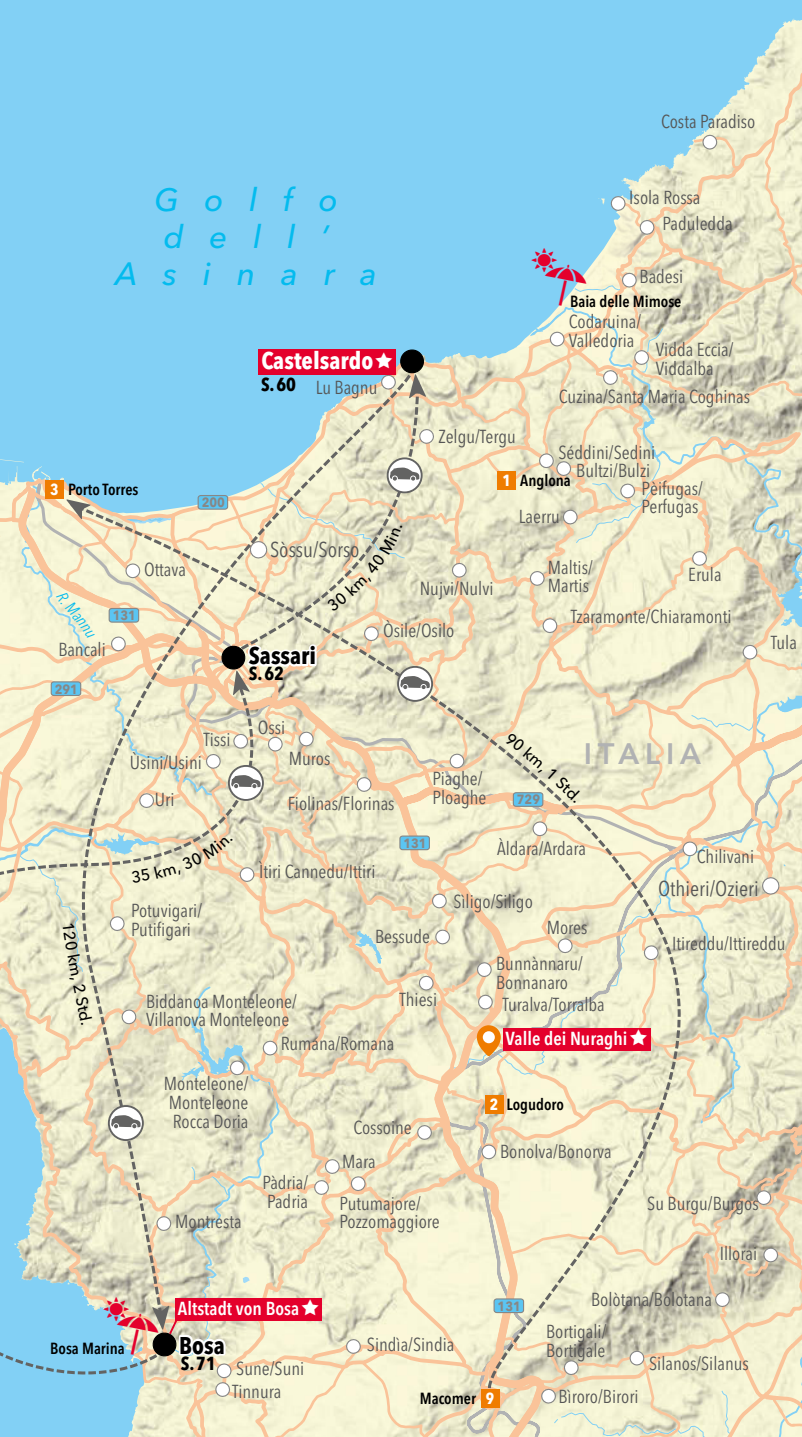 Costa Paradiso
Isola Rossa
Paduledda
Golfo
dell'
Asinara
Badesi
Baia delle Mimose
Codaruina/
Valledoria
Vidda Eccia/
Viddalba
Castelsardo
S. 60
Lu Bagnu
Cuzina/Santa Maria Coghinas
Zelgu/Tergu
Séddini/Sedini
Bultzi/Bulzi
1 Anglona
3 Porto Torres
Pèifugas/
Perfugas
200
Laerru
Sòssu/Sorso
30 km, 40 Min.
Ottava
Nujvi/Nulvi
Maltis/
Martis
Erula
R. Mannu
131
Tzaramonte/Chiaramonti
Òsile/Osilo
Bancali
Tula
Sassari
S. 62
291
Ossi
Tissi
Muros
90 km, 1 Std.
ITALIA
Usini/Usini
Piàghe/
Ploaghe
Uri
Fiolinas/Florinas
729
131
Àldara/Ardara
35 km, 30 Min.
Chilivani
Ìtiri Cannedu/Ittiri
Othieri/Ozieri
Potuvigari/
Putifigari
Sìligo/Siligo
Mores
Bessude
Itireddu/Ittireddu
120 km, 2 Std.
Bunnànnaru/
Bonnanaro
Thiesi
Turalva/Torralba
Biddanoa Monteleone/
Villanova Monteleone
Valle dei Nuraghi
Rumana/Romana
Monteleone/
Monteleone
Rocca Doria
2 Logudoro
Cossoine
Bonolva/Bonorva
Mara
Pàdria/
Padria
Putumajore/
Pozzomaggiore
Su Burgu/Burgos
Montresta
Illorai
Altstadt von Bosa
131
Bolòtana/Bolotana
Bosa Marina
Bosa
S. 71
Sindìa/Sindia
Bortigali/
Bortigale
Silanos/Silanus
Sune/Suni
Tinnura
Macomer 9
Bìroro/Birori